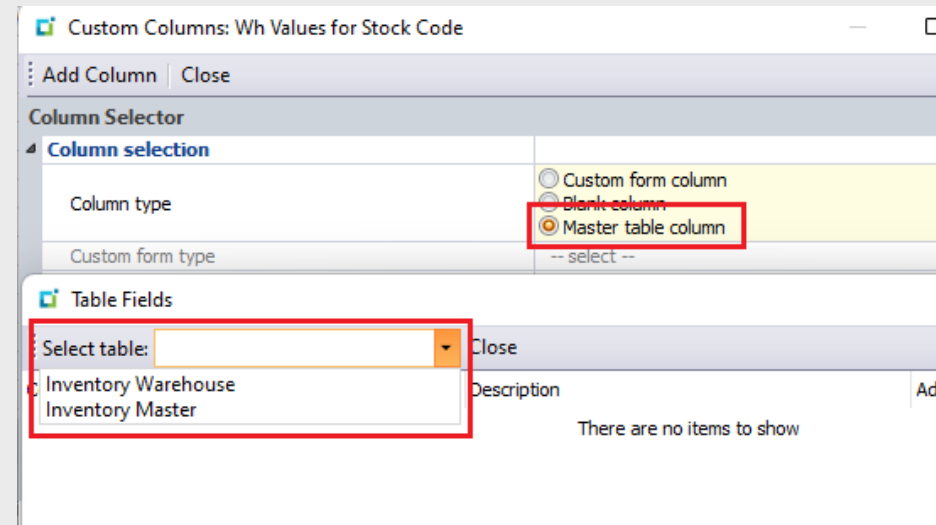 Custom Columns: Wh Values for Stock Code
Add Column Close
Column Selector
Column selection
Column type
Custom form column
Blank column
Master table column
Custom form type
-- select --
Table Fields
Select table:
Close
Inventory Warehouse
Inventory Master
Description
Ad
There are no items to show